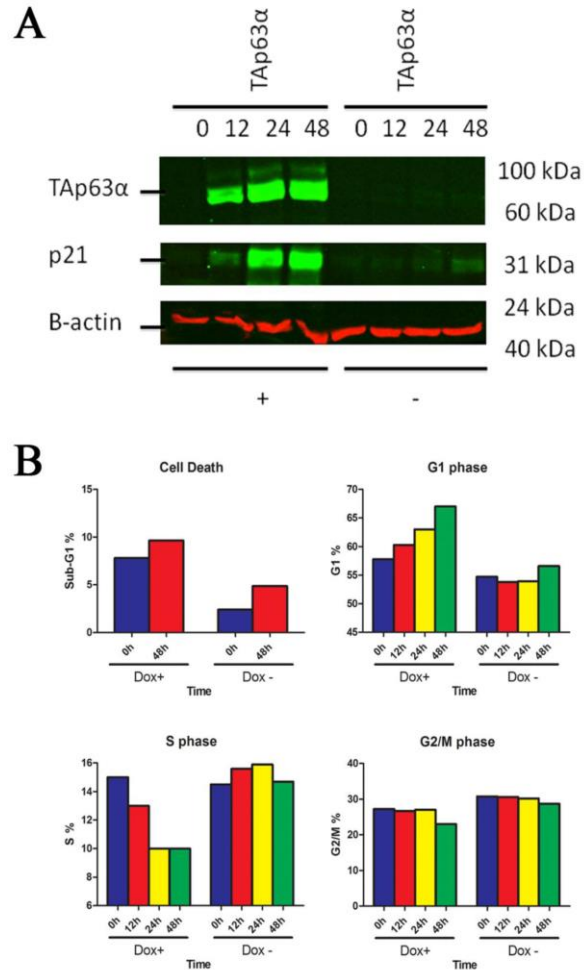 A
TAp63α TAp63α
0 12 24 48 0 12 24 48
TAp63α
100 kDa
60 kDa
p21
31 kDa
24 kDa
B-actin
40 kDa
+ -
B
Cell Death
Sub-G1 %
15
10
5
0
0h 48h 0h 48h
Dox+ Dox -
Time
G1 phase
G1 %
70
65
60
55
50
45
0h 12h 24h 48h 0h 12h 24h 48h
Dox+ Dox -
Time
S phase
S %
16
14
12
10
8
6
0h 12h 24h 48h 0h 12h 24h 48h
Dox+ Dox -
Time
G2/M phase
G2/M %
40
30
20
10
0
0h 12h 24h 48h 0h 12h 24h 48h
Dox+ Dox -
Time